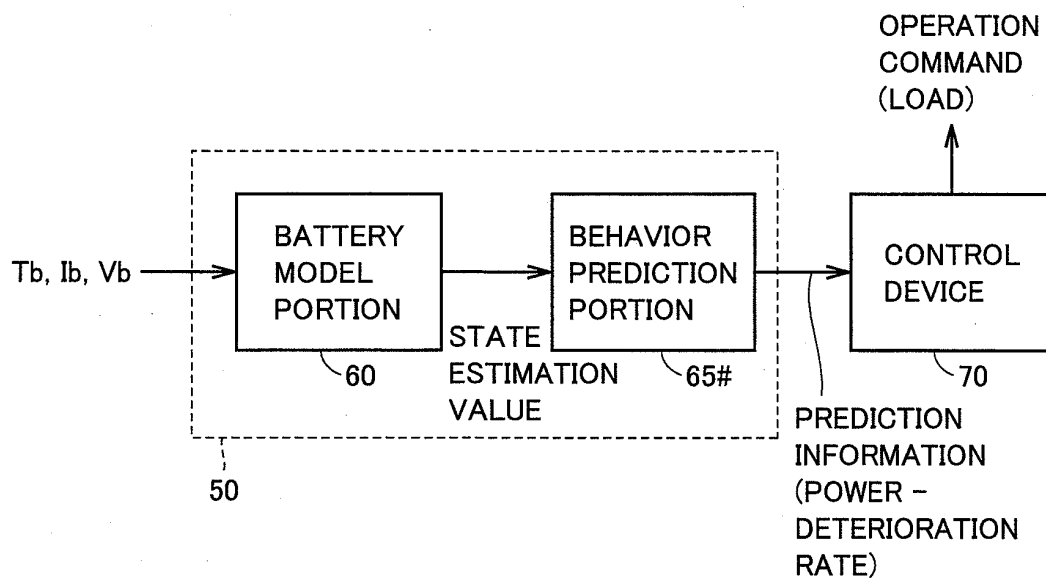 OPERATION
COMMAND
(LOAD)
Tb, Ib, Vb
BATTERY
MODEL
PORTION
60
STATE
ESTIMATION
VALUE
BEHAVIOR
PREDICTION
PORTION
65#
CONTROL
DEVICE
70
50
PREDICTION
INFORMATION
(POWER –
DETERIORATION
RATE)